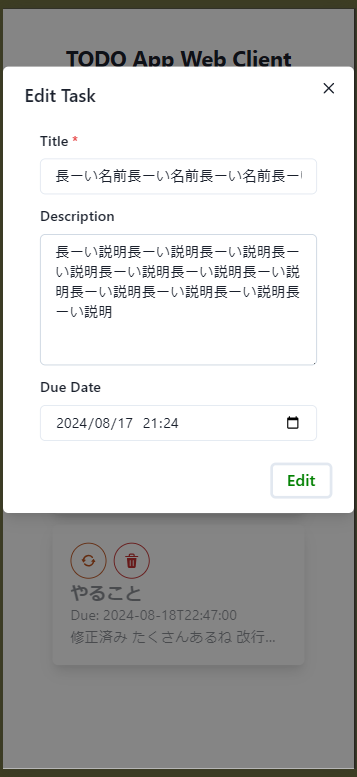 TODO App Web Client
Edit Task
Title *
長ーい名前長ーい名前長ーい名前長ー
Description
長ーい説明長ーい説明長ーい説明長ー
い説明長ーい説明長ーい説明長ーい説
明長ーい説明長ーい説明長ーい説明長
ーい説明
Due Date
2024/08/17 21:24
Edit
やること
Due: 2024-08-18T22:47:00
修正済み たくさんあるね 改行...